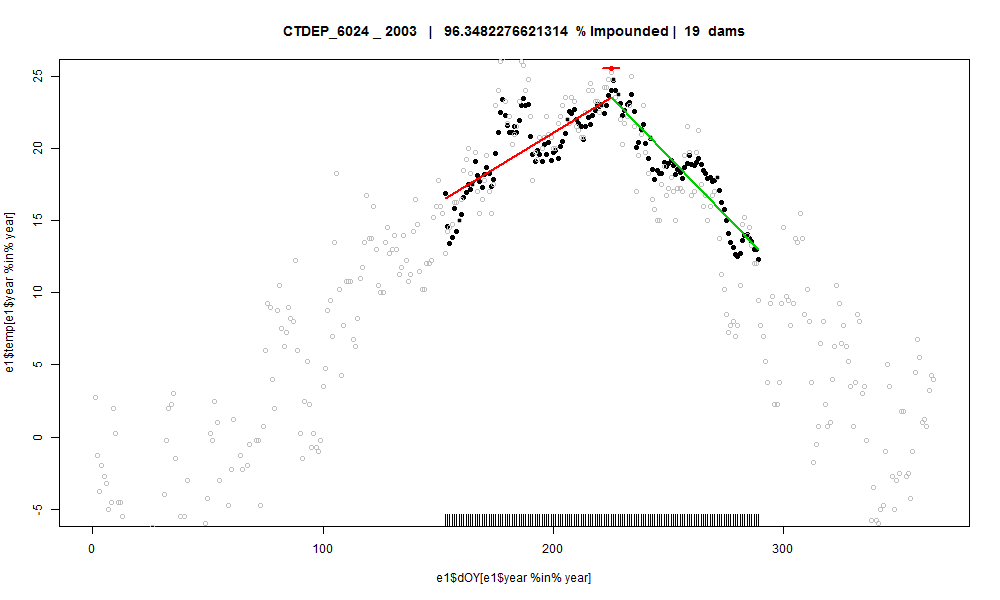 CTDEP_6024 _ 2003 | 96.3482276621314 % Impounded | 19 dams
25
20
15
10
5
0
-5
e1$temp[e1$year %in% year]
0 100 200 300
e1$dOY[e1$year %in% year]